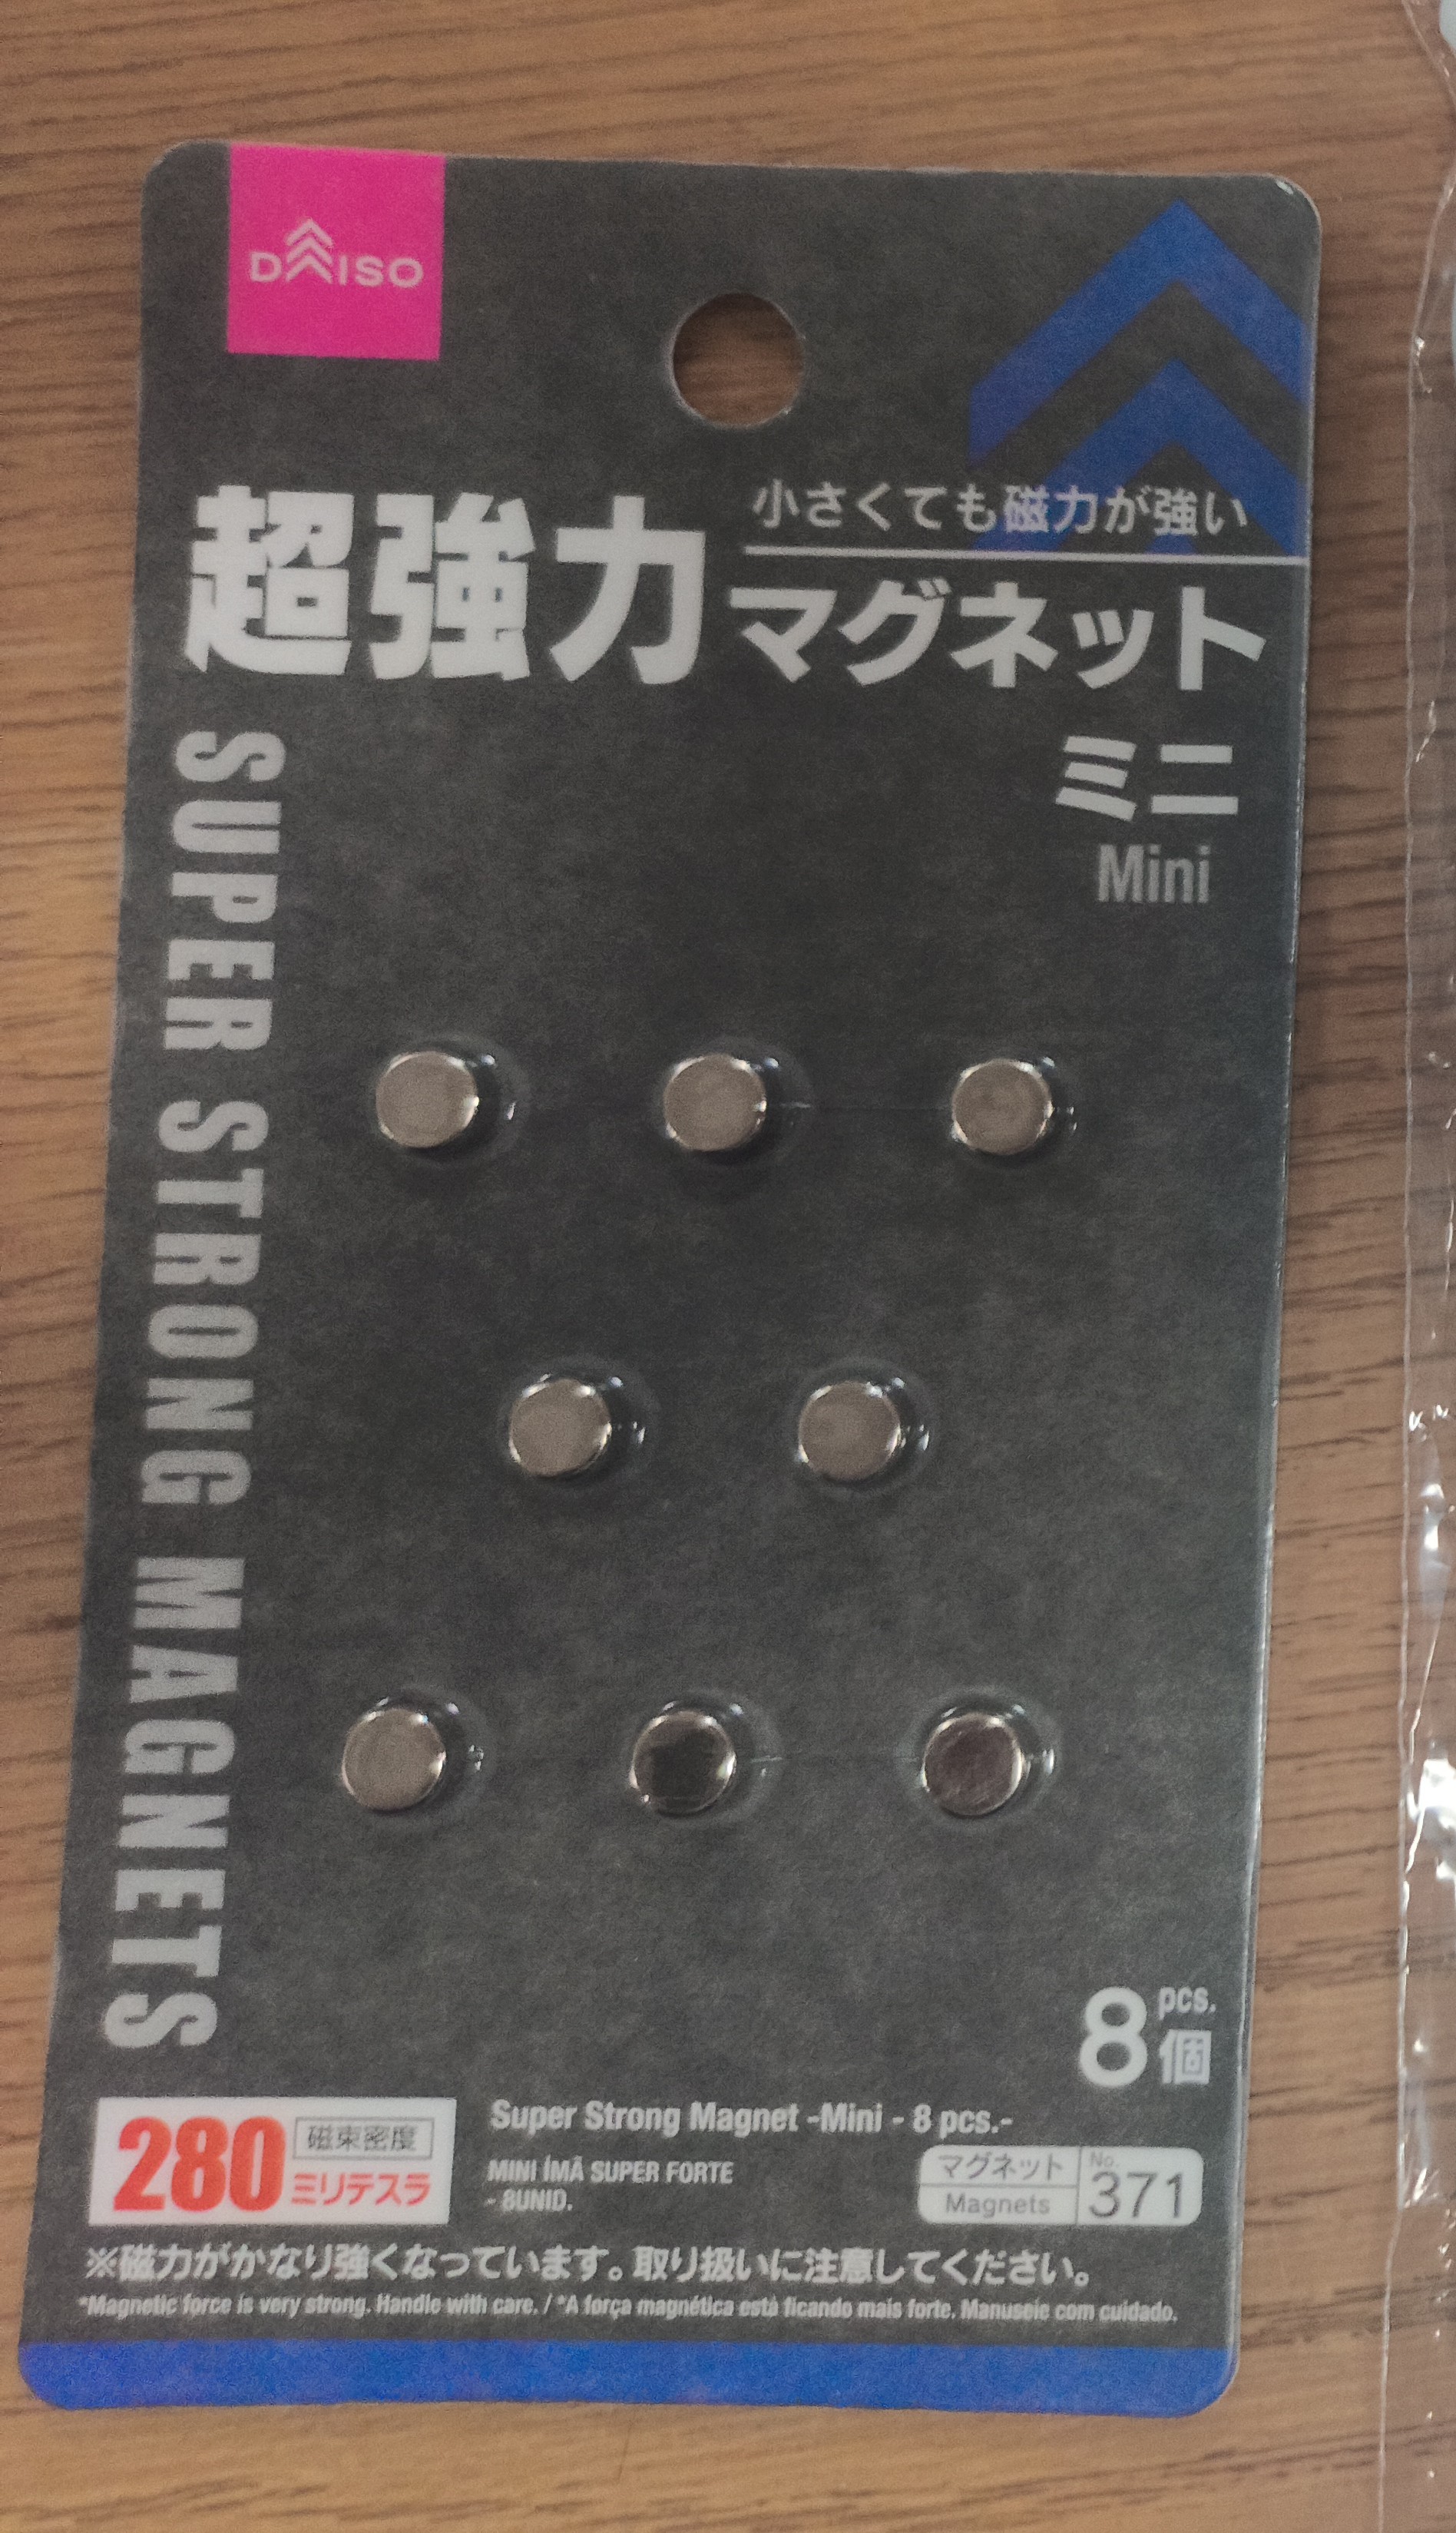 DAISO
小さくても磁力が強い
超強力マグネット
ミニ
Mini
SUPER STRONG MAGNETS
8 pcs.
個
280 磁束密度
ミリテスラ
Super Strong Magnet -Mini - 8 pcs.-
MINI ÍMÃ SUPER FORTE
- 8UNID.
マグネット
Magnets
No.
371
※磁力がかなり強くなっています。取り扱いに注意してください。
*Magnetic force is very strong. Handle with care. / *A força magnética está ficando mais forte. Manuseie com cuidado.